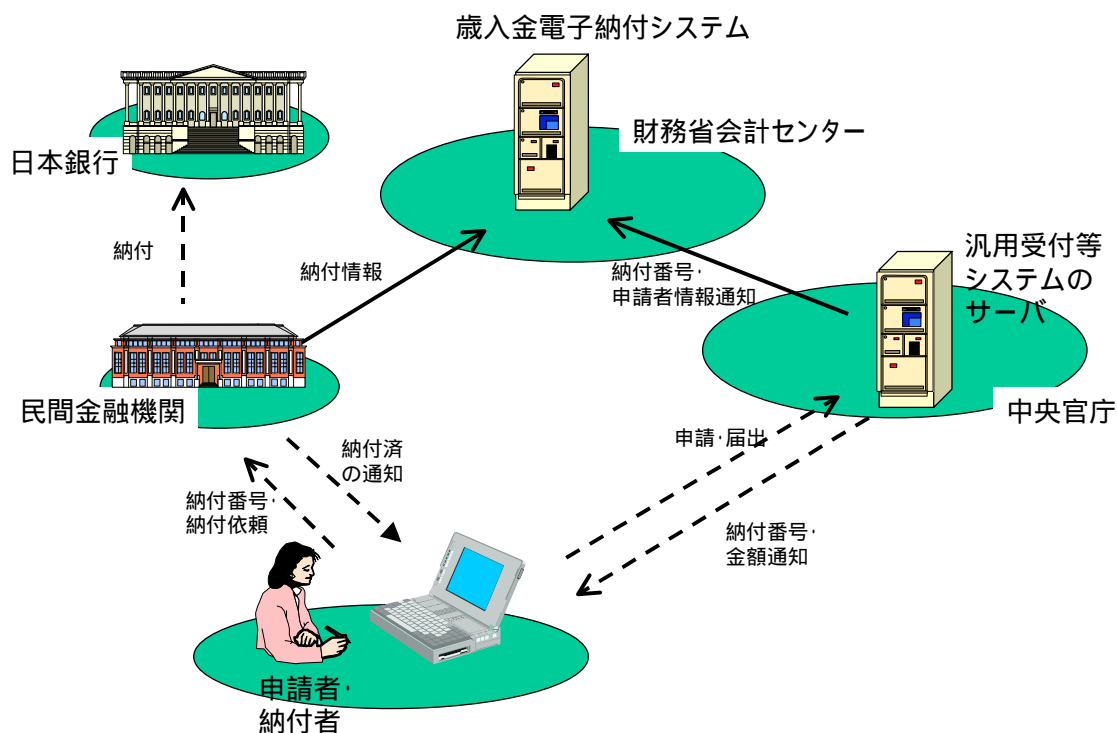 歳入金電子納付システム
財務省会計センター
日本銀行
納付
納付情報
納付番号･
申請者情報通知
汎用受付等
システムの
サーバ
民間金融機関
中央官庁
納付済
の通知
申請･届出
納付番号･
納付依頼
納付番号･
金額通知
申請者･
納付者